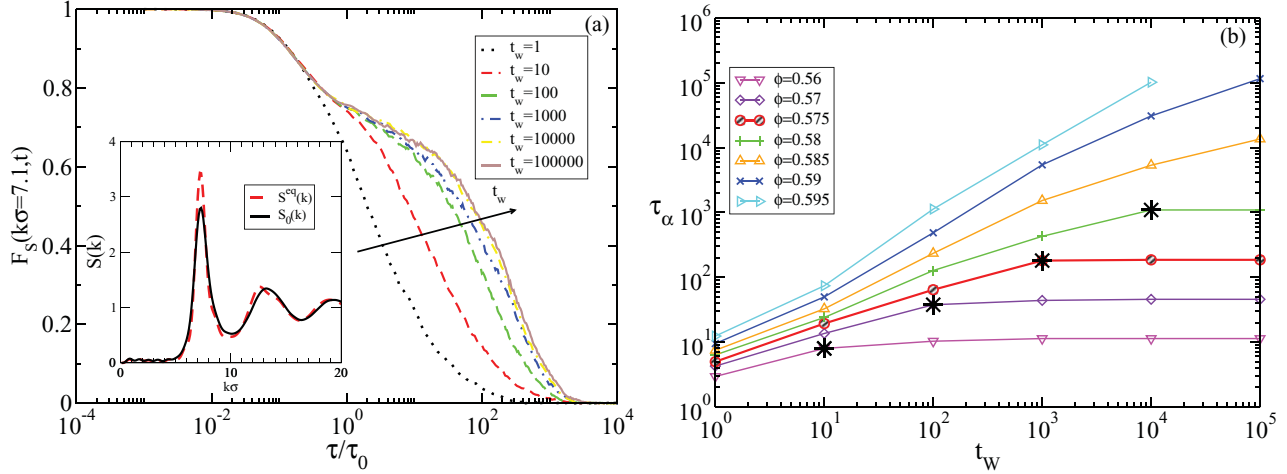 (a)
F_S(kσ=7.1,t)
1
0.8
0.6
0.4
0.2
0
10^-4
10^-2
10^0
10^2
10^4
τ/τ_0
t_w=1
t_w=10
t_w=100
t_w=1000
t_w=10000
t_w=100000
t_w
S(k)
4
3
2
1
0
0
10
20
kσ
S^eq(k)
S_0(k)
(b)
τ_α
10^5
10^4
10^3
10^2
10^1
10^0
10^0
10^1
10^2
10^3
10^4
10^5
t_W
ϕ=0.56
ϕ=0.57
ϕ=0.575
ϕ=0.58
ϕ=0.585
ϕ=0.59
ϕ=0.595